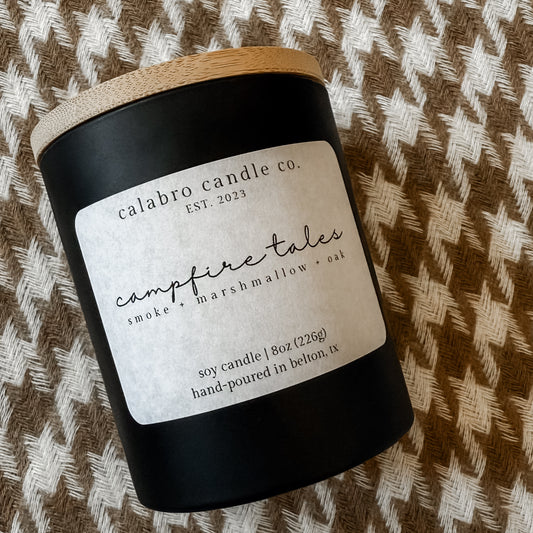 calabro candle co.
EST. 2023
campfire tales
smoke + marshmallow + oak
soy candle | 8oz (226g)
hand-poured in belton, tx